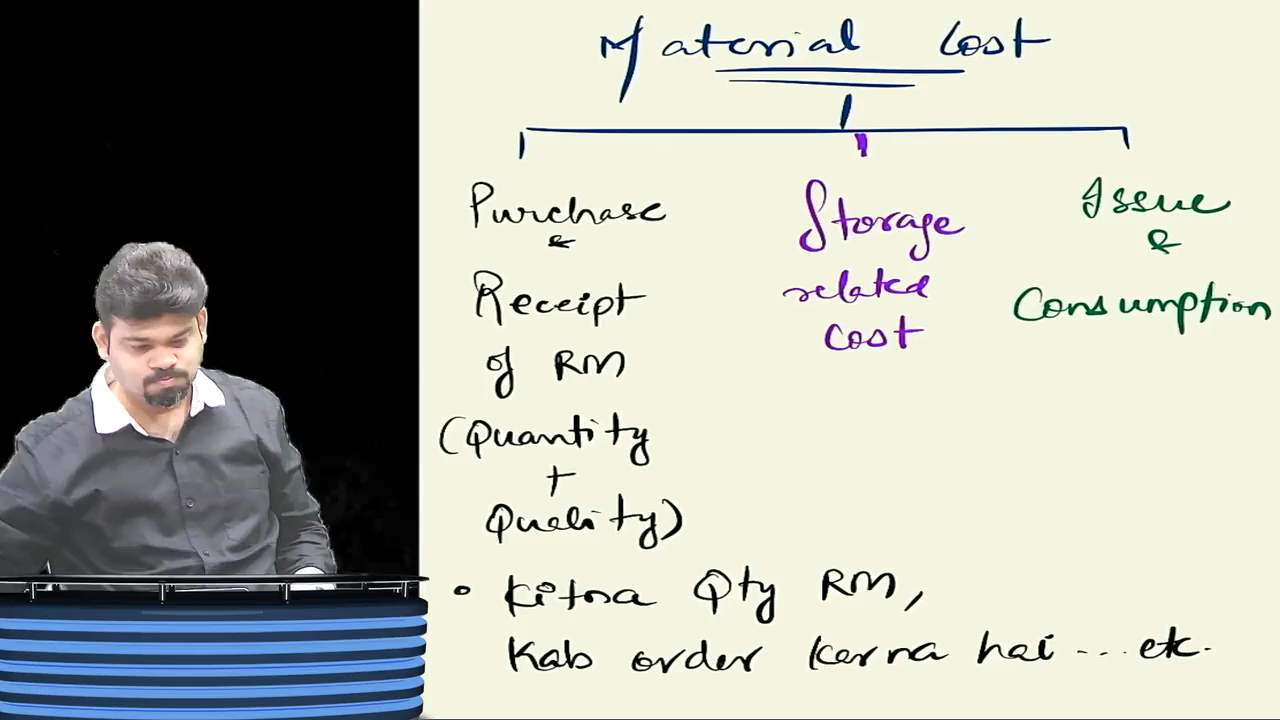 Material Cost
Purchase
&
Receipt
of RM
(Quantity
+
Quality)
Storage
related
cost
Issue
&
Consumption
• Kitna Qty RM,
Kab order karna hai ... etc.